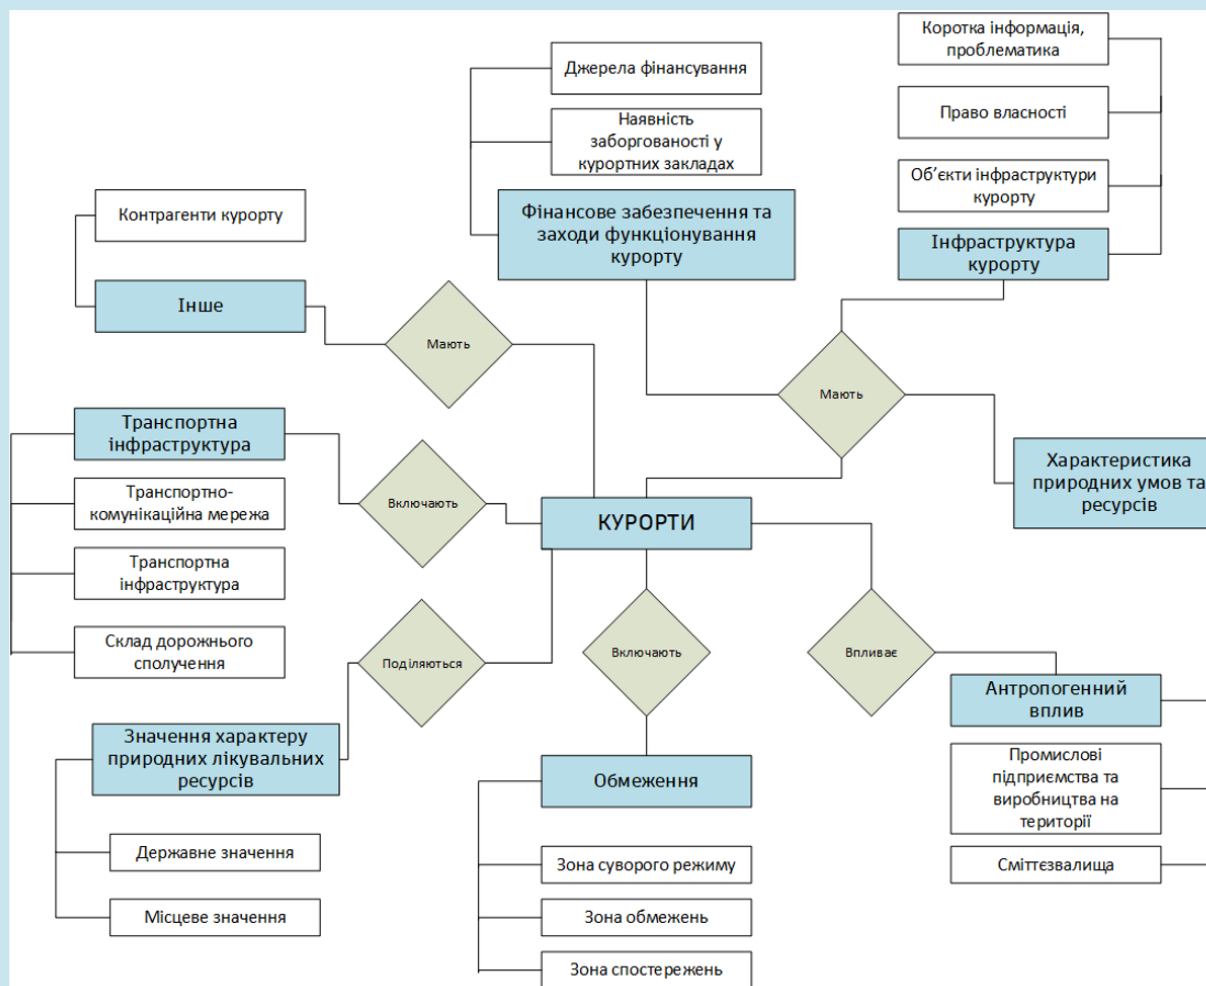 Коротка інформація,
проблематика
Джерела фінансування
Право власності
Наявність
заборгованості у
курортних закладах
Об’єкти інфраструктури
курорту
Контрагенти курорту
Фінансове забезпечення та
заходи функціонування
курорту
Інфраструктура
курорту
Інше
Мають
Мають
Транспортна
інфраструктура
Характеристика
природних умов та
ресурсів
Транспортно-
комунікаційна мережа
Включають
КУРОРТИ
Транспортна
інфраструктура
Склад дорожнього
сполучення
Поділяються
Включають
Впливає
Антропогенний
вплив
Значення характеру
природних лікувальних
ресурсів
Обмеження
Промислові
підприємства та
виробництва на
території
Державне значення
Зона суворого режиму
Сміттєзвалища
Місцеве значення
Зона обмежень
Зона спостережень